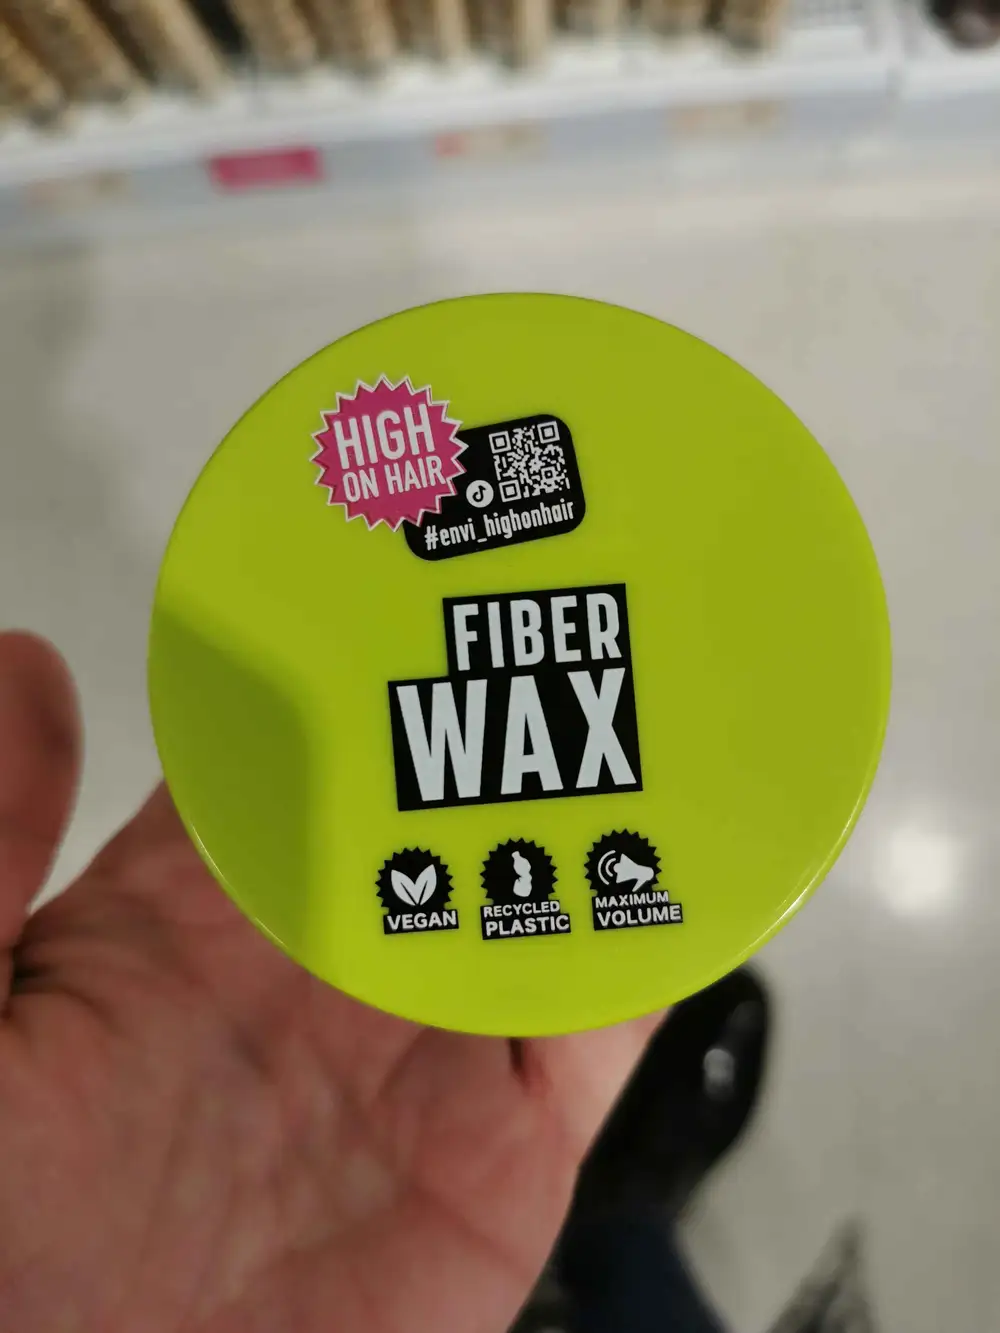 HIGH
ON HAIR
#envi_highonhair
FIBER
WAX
VEGAN
RECYCLED
PLASTIC
MAXIMUM
VOLUME